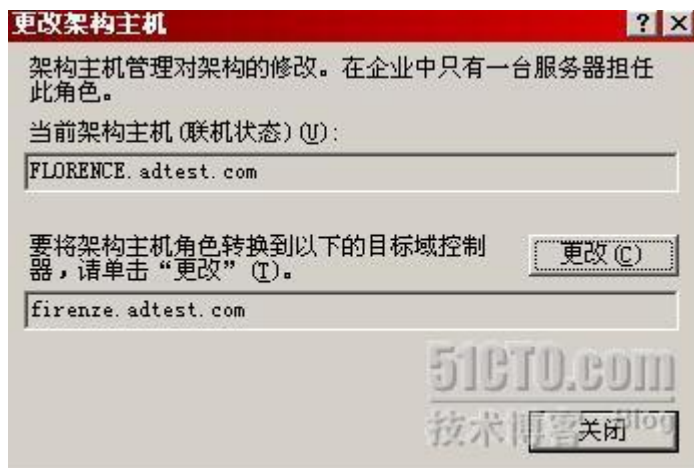 更改架构主机
架构主机管理对架构的修改。在企业中只有一台服务器担任
此角色。
当前架构主机(联机状态)(U):
FLORENCE.adtest.com
要将架构主机角色转换到以下的目标域控制
器,请单击“更改”(T)。
更改(C)
firenze.adtest.com
51CTO.com
技术博客 Blog
关闭